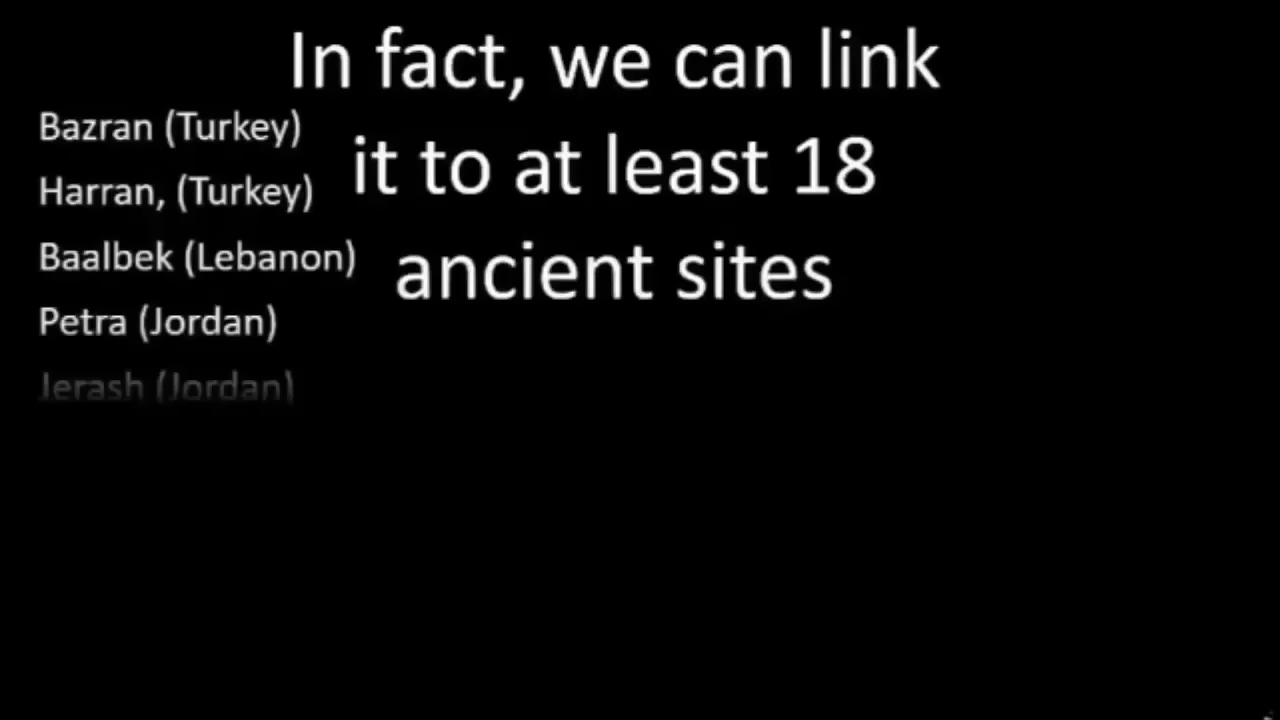 In fact, we can link
it to at least 18
ancient sites
Bazran (Turkey)
Harran, (Turkey)
Baalbek (Lebanon)
Petra (Jordan)
Jerash (Jordan)